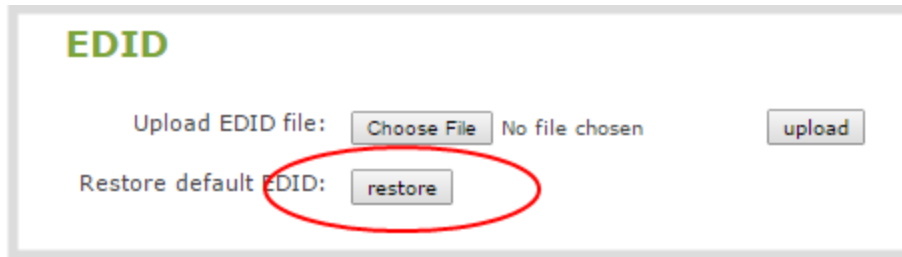 EDID
Upload EDID file: Choose File No file chosen upload
Restore default EDID: restore